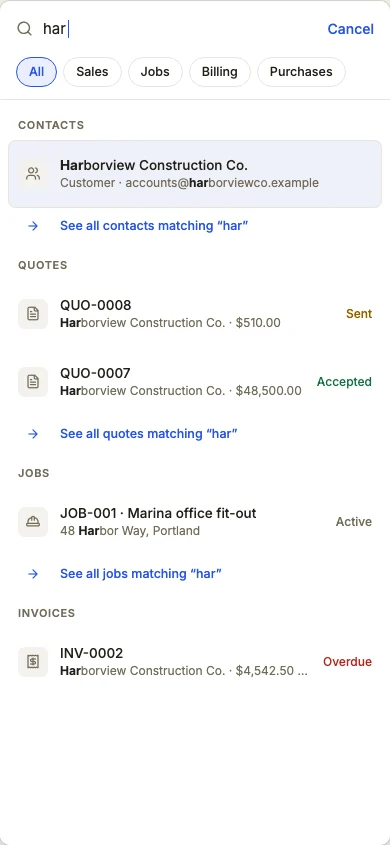 har
Cancel
All
Sales
Jobs
Billing
Purchases
CONTACTS
Harborview Construction Co.
Customer · accounts@harborviewco.example
See all contacts matching “har”
QUOTES
QUO-0008
Sent
Harborview Construction Co. · $510.00
QUO-0007
Accepted
Harborview Construction Co. · $48,500.00
See all quotes matching “har”
JOBS
JOB-001 · Marina office fit-out
Active
48 Harbor Way, Portland
See all jobs matching “har”
INVOICES
INV-0002
Overdue
Harborview Construction Co. · $4,542.50 ...